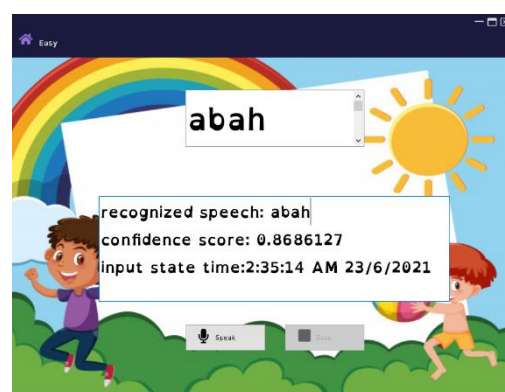 Easy
abah
recognized speech: abah
confidence score: 0.8686127
input state time:2:35:14 AM 23/6/2021
Speak
Stop